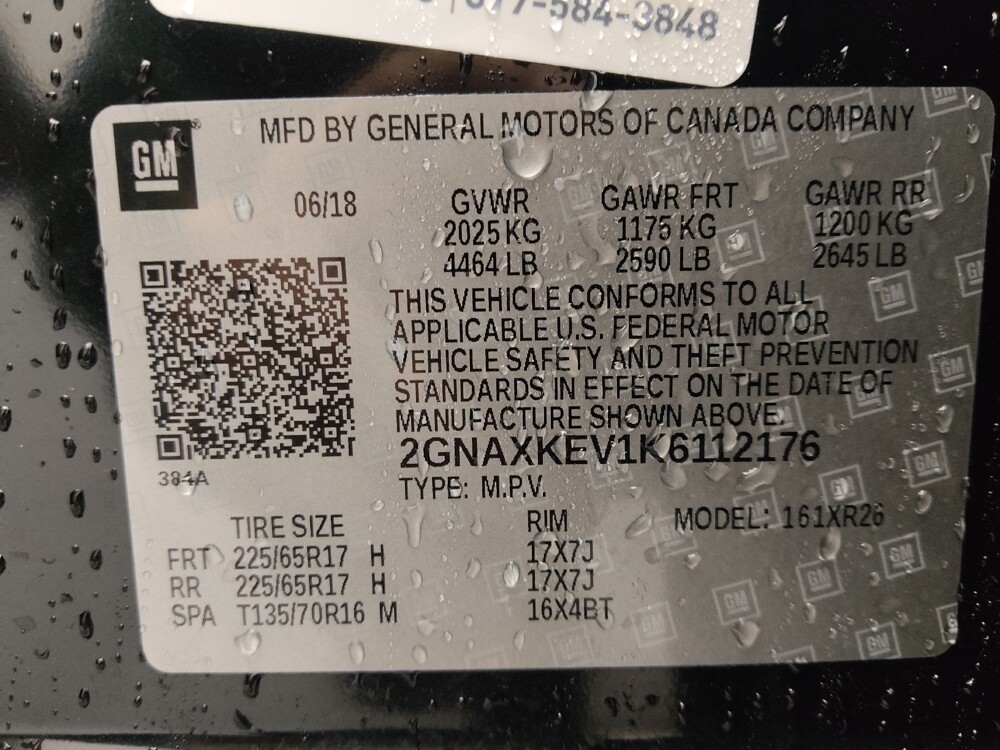 77-584-3848
GM
MFD BY GENERAL MOTORS OF CANADA COMPANY
06/18
GVWR GAWR FRT GAWR RR
2025 KG 1175 KG 1200 KG
4464 LB 2590 LB 2645 LB
THIS VEHICLE CONFORMS TO ALL
APPLICABLE U.S. FEDERAL MOTOR
VEHICLE SAFETY AND THEFT PREVENTION
STANDARDS IN EFFECT ON THE DATE OF
MANUFACTURE SHOWN ABOVE.
2GNAXKEV1K6112176
384A
TYPE: M.P.V.
TIRE SIZE RIM MODEL: 161XR26
FRT 225/65R17 H 17X7J
RR 225/65R17 H 17X7J
SPA T135/70R16 M 16X4BT